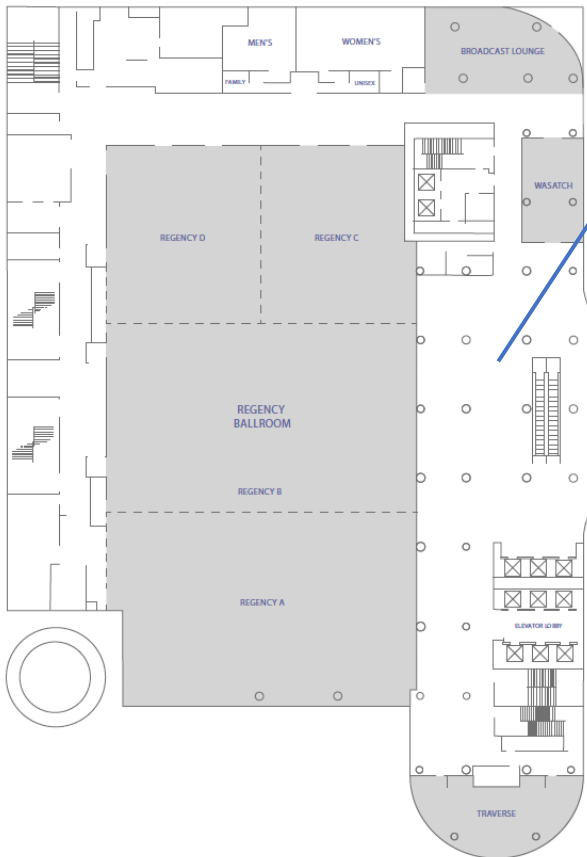 MEN'S
WOMEN'S
BROADCAST LOUNGE
FAMILY
UNISEX
WASATCH
REGENCY D
REGENCY C
REGENCY
BALLROOM
REGENCY B
REGENCY A
ELEVATOR LOBBY
TRAVERSE